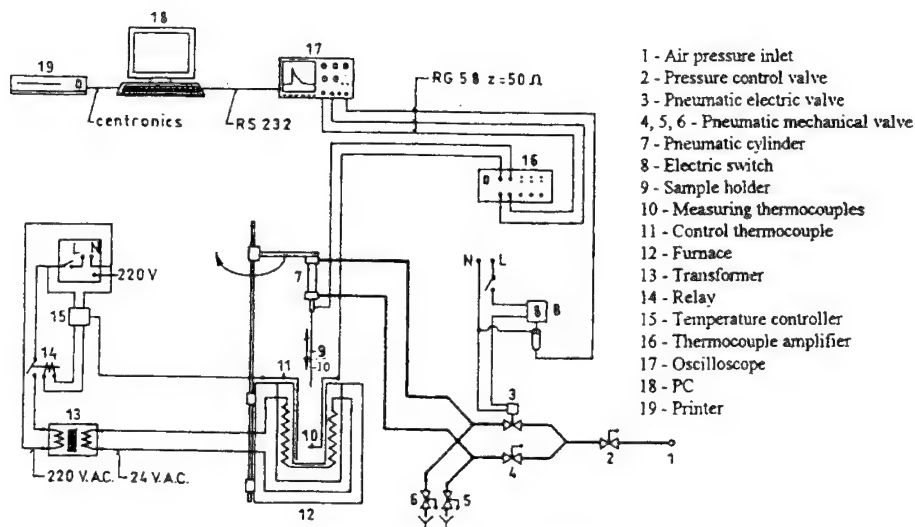 18
19
17
centronics
RS 232
RG 58 z=50 Ω
16
1 - Air pressure inlet
2 - Pressure control valve
3 - Pneumatic electric valve
4, 5, 6 - Pneumatic mechanical valve
7 - Pneumatic cylinder
8 - Electric switch
9 - Sample holder
10 - Measuring thermocouples
11 - Control thermocouple
12 - Furnace
13 - Transformer
14 - Relay
15 - Temperature controller
16 - Thermocouple amplifier
17 - Oscilloscope
18 - PC
19 - Printer
L N
220 V
15
14
13
220 V.A.C.
24 V.A.C.
7
9
10
11
10
12
N L
8 8
3
4
2
1
6
5